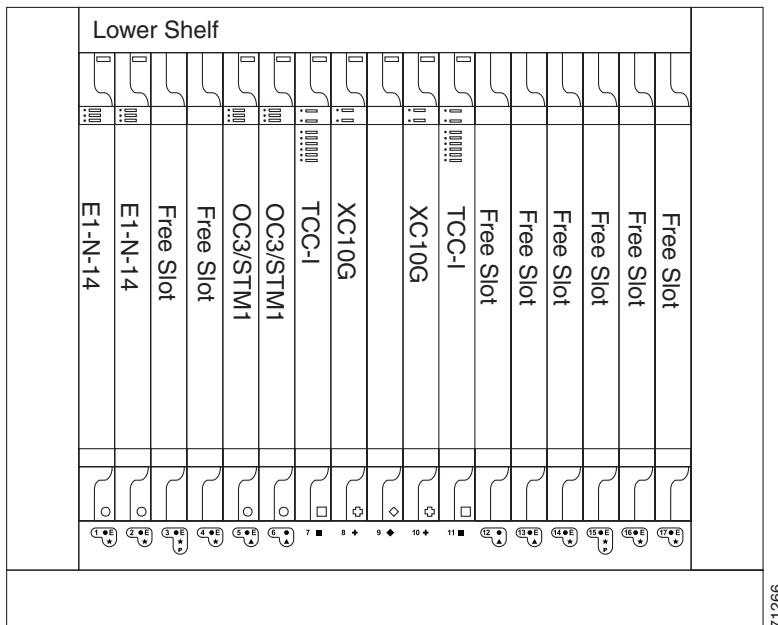 Lower Shelf
E1-N-14
E1-N-14
Free Slot
Free Slot
OC3/STM1
OC3/STM1
TCC-I
XC10G
XC10G
TCC-I
Free Slot
Free Slot
Free Slot
Free Slot
Free Slot
Free Slot
1 E
2 E
3 E P
4 E
5 E
6
7
8
9
10
11
12
13 E
14 E
15 E P
16 E
17 E
71266